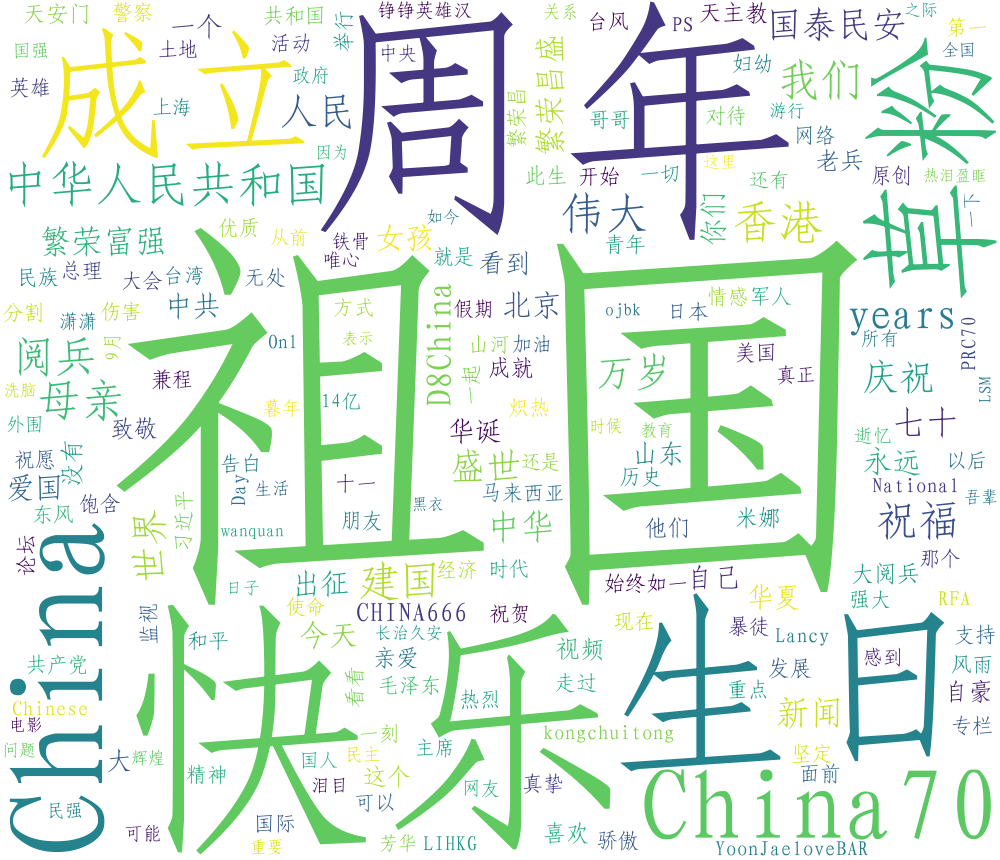 天安门
警察
共和国
铮铮英雄汉
关系
台风
PS
天主教
国泰民安
之际
第一
国强
土地
一个
活动
举行
中央
全国
成立
周年
英雄
上海
政府
人民
因为
繁荣昌
繁荣昌盛
哥哥
妇幼
我们
对待
游行
网络
老兵
草粉
中华人民共和国
此生
开始
一切
这里
还有
原创
热泪盈眶
如今
伟大
你们
香港
一下
繁荣富强
优质
从前
铁骨
唯心
女孩
就是
看到
青年
民族
总理
大会
台湾
无处
中共
方式
假期
北京
ojbk
日本
情感
军人
years
所有
PRC70
分割
潇潇
伤害
9月
Onl
表示
D8China
山河
加油
美国
真正
阅兵
祖国
万岁
庆祝
LSM
洗脑
母亲
兼程
暮年
14亿
一起
成就
炽热
外围
致敬
华诞
时候
教育
逝忆
七十
祝愿
没有
告白
盛世
还是
山东
历史
永远
以后
爱国
饱含
Day
生活
十一
黑衣
马来西亚
National
吾辈
东风
世界
习近平
wanquan
朋友
中华
他们
米娜
祝福
论坛
China
日子
出征
建国
经济
时代
始终如一
自己
那个
大阅兵
监视
使命
CHINA666
祝贺
现在
华夏
强大
RFA
和平
今天
长治久安
暴徒
Lancy
感到
支持
共产党
快乐
亲爱
视频
生日
发展
风雨
Chinese
看看
毛泽东
热烈
走过
重点
自豪
电影
一刻
kongchuitong
新闻
专栏
问题
大
辉煌
国人
民主
主席
坚定
精神
泪目
这个
网友
真挚
面前
民强
可以
China70
可能
国际
重要
芳华
LIHKG
喜欢
骄傲
YoonJaeloveBAR